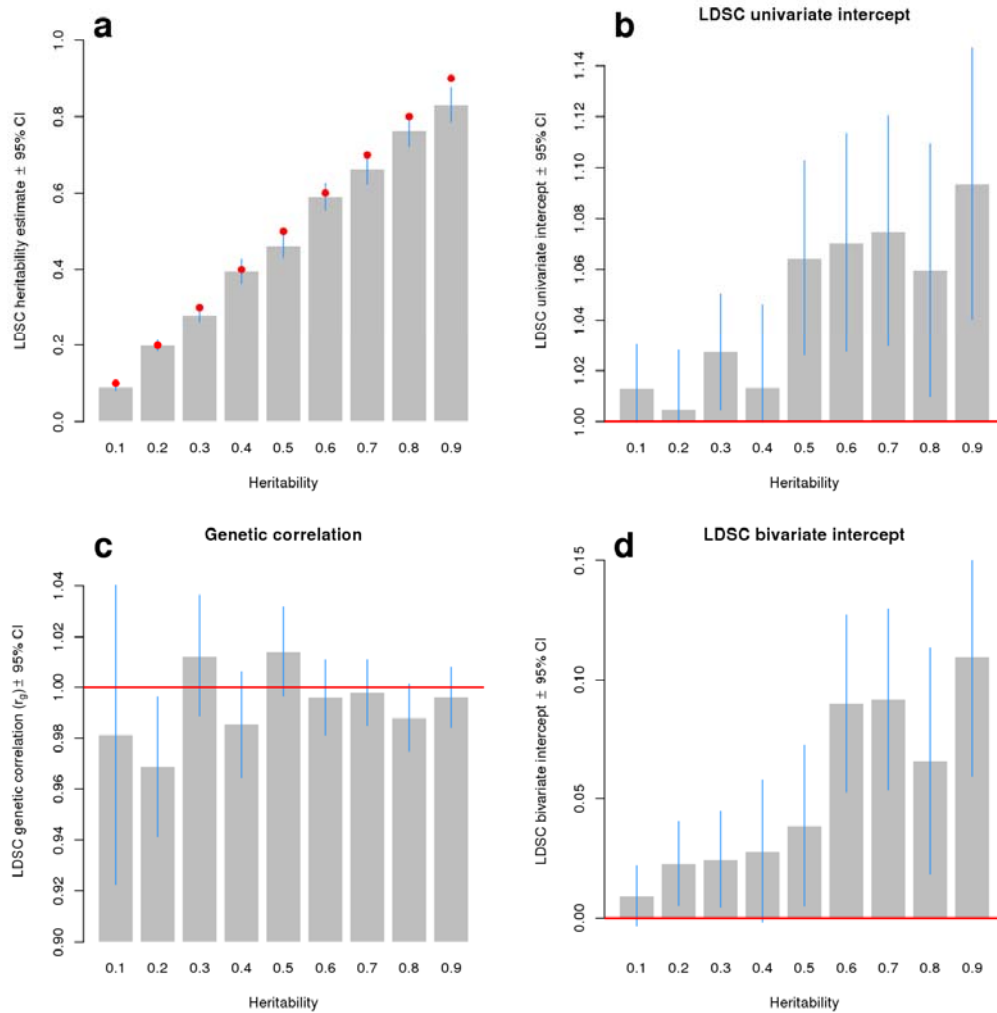 a
LDSC heritability estimate ± 95% CI
0.0 0.2 0.4 0.6 0.8 1.0
0.1 0.2 0.3 0.4 0.5 0.6 0.7 0.8 0.9
Heritability
b
LDSC univariate intercept
LDSC univariate intercept ± 95% CI
1.00 1.02 1.04 1.06 1.08 1.10 1.12 1.14
0.1 0.2 0.3 0.4 0.5 0.6 0.7 0.8 0.9
Heritability
c
Genetic correlation
LDSC genetic correlation (rg) ± 95% CI
0.90 0.92 0.94 0.96 0.98 1.00 1.02 1.04
0.1 0.2 0.3 0.4 0.5 0.6 0.7 0.8 0.9
Heritability
d
LDSC bivariate intercept
LDSC bivariate intercept ± 95% CI
0.00 0.05 0.10 0.15
0.1 0.2 0.3 0.4 0.5 0.6 0.7 0.8 0.9
Heritability